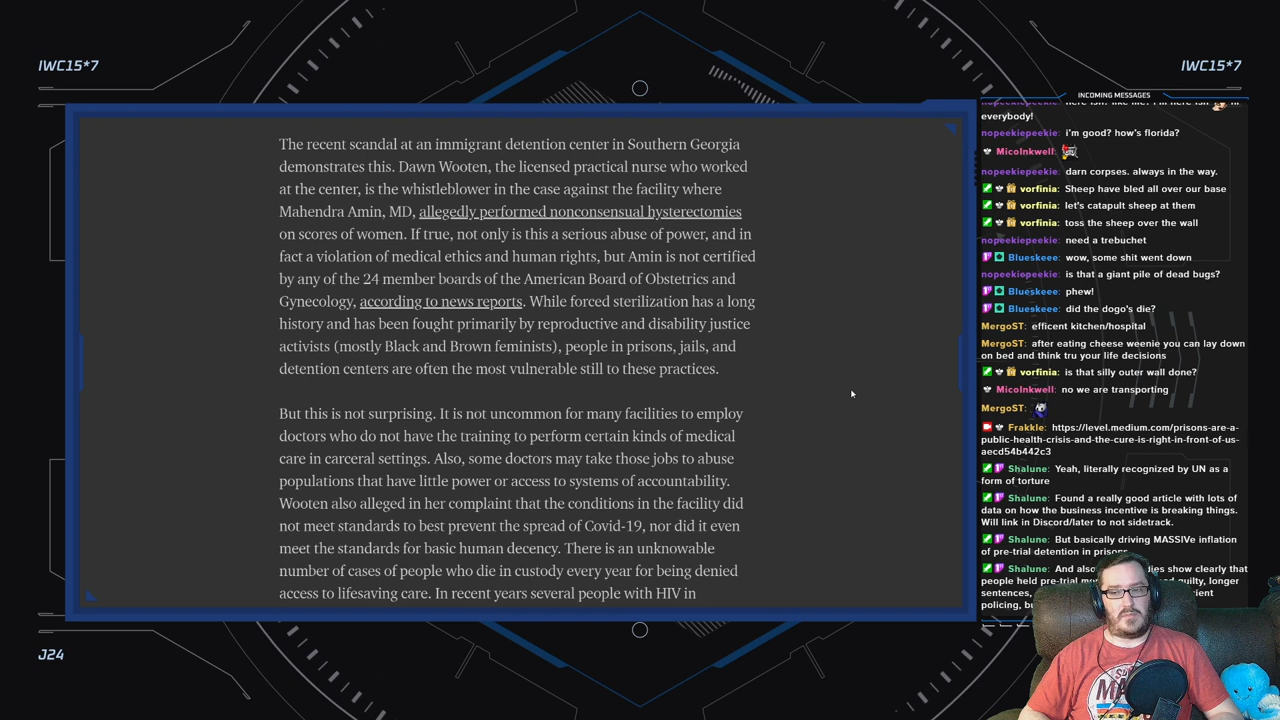 IWC15*7
IWC15*7
The recent scandal at an immigrant detention center in Southern Georgia
demonstrates this. Dawn Wooten, the licensed practical nurse who worked
at the center, is the whistleblower in the case against the facility where
Mahendra Amin, MD, allegedly performed nonconsensual hysterectomies
on scores of women. If true, not only is this a serious abuse of power, and in
fact a violation of medical ethics and human rights, but Amin is not certified
by any of the 24 member boards of the American Board of Obstetrics and
Gynecology, according to news reports. While forced sterilization has a long
history and has been fought primarily by reproductive and disability justice
activists (mostly Black and Brown feminists), people in prisons, jails, and
detention centers are often the most vulnerable still to these practices.
But this is not surprising. It is not uncommon for many facilities to employ
doctors who do not have the training to perform certain kinds of medical
care in carceral settings. Also, some doctors may take those jobs to abuse
populations that have little power or access to systems of accountability.
Wooten also alleged in her complaint that the conditions in the facility did
not meet standards to best prevent the spread of Covid-19, nor did it even
meet the standards for basic human decency. There is an unknowable
number of cases of people who die in custody every year for being denied
access to lifesaving care. In recent years several people with HIV in
J24
INCOMING MESSAGES
everybody!
nopeekiepeekie: i'm good? how's florida?
MicoInkwell:
nopeekiepeekie: darn corpses. always in the way.
vorfinia: Sheep have bled all over our base
vorfinia: let's catapult sheep at them
vorfinia: toss the sheep over the wall
nopeekiepeekie: need a trebuchet
Blueskeee: wow, some shit went down
nopeekiepeekie: is that a giant pile of dead bugs?
Blueskeee: phew!
Blueskeee: did the dogo's die?
MergoST: efficent kitchen/hospital
MergoST: after eating cheese weenie you can lay down
on bed and think tru your life decisions
vorfinia: is that silly outer wall done?
MicoInkwell: no we are transporting
MergoST:
Frakkle: https://level.medium.com/prisons-are-a-
public-health-crisis-and-the-cure-is-right-in-front-of-us-
aecd54b442c3
Shalune: Yeah, literally recognized by UN as a
form of torture
Shalune: Found a really good article with lots of
data on how the business incentive is breaking things.
Will link in Discord/later to not sidetrack.
Shalune: But basically driving MASSIVe inflation
of pre-trial detention in prisons
Shalune: And also show clearly that
people held pre-trial guilty, longer
sentences,
policing,